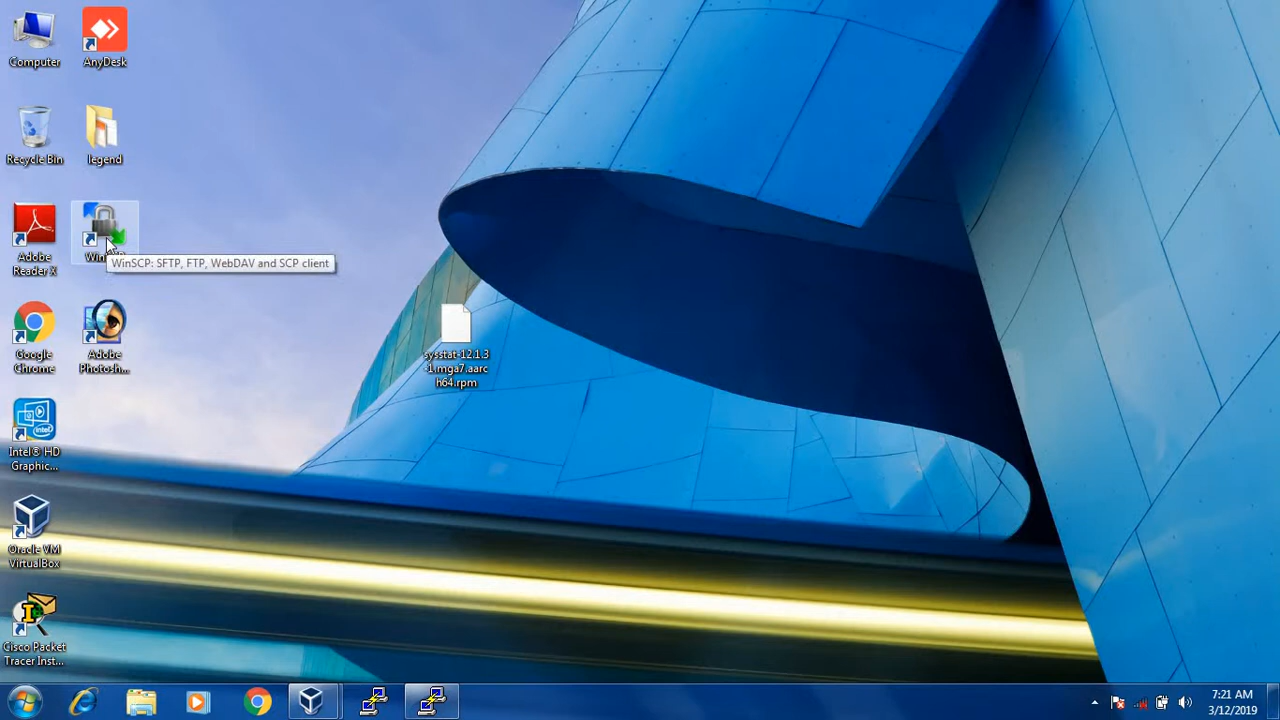 Computer
AnyDesk
Recycle Bin
legend
Adobe
Reader X
WinSCP: SFTP, FTP, WebDAV and SCP client
Google
Chrome
Adobe
Photosh...
sysstat-12.1.3
-1.mga7.aarc
h64.rpm
Intel® HD
Graphic...
Oracle VM
VirtualBox
Cisco Packet
Tracer Inst...
7:21 AM
3/12/2019